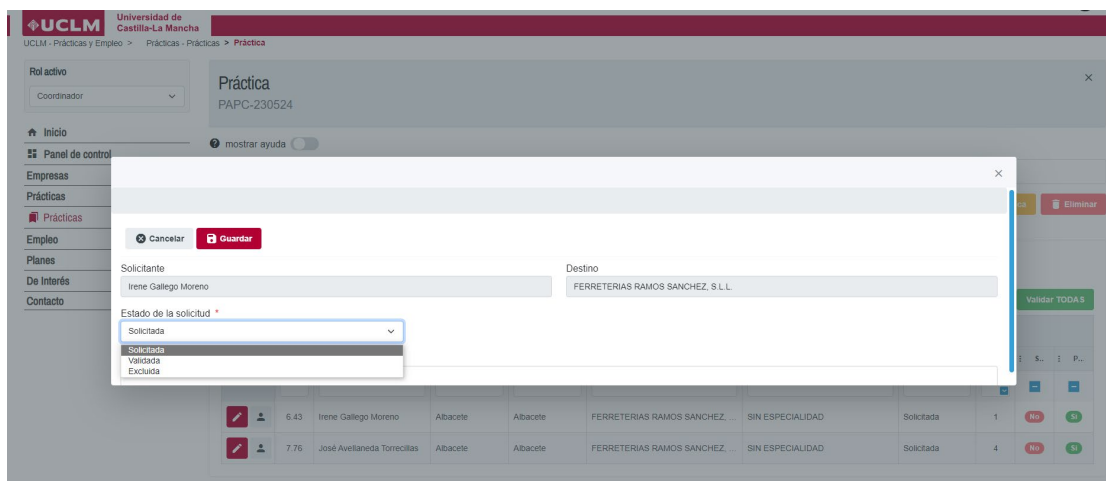 UCLM
Universidad de
Castilla-La Mancha
UCLM - Prácticas y Empleo > Prácticas - Prácticas > Práctica
Rol activo
Coordinador
Práctica
PAPC-230524
mostrar ayuda
Inicio
Panel de control
Empresas
Prácticas
Prácticas
Empleo
Planes
De Interés
Contacto
Eliminar
Cancelar
Guardar
Solicitante
Destino
Irene Gallego Moreno
FERRETERIAS RAMOS SANCHEZ, S.L.L.
Validar TODAS
Estado de la solicitud *
Solicitada
Solicitada
Validada
Excluida
S..
P..
6.43 Irene Gallego Moreno Albacete Albacete FERRETERIAS RAMOS SANCHEZ, ... SIN ESPECIALIDAD Solicitada 1 No Si
7.76 José Avellaneda Torrecillas Albacete Albacete FERRETERIAS RAMOS SANCHEZ, ... SIN ESPECIALIDAD Solicitada 4 No Si